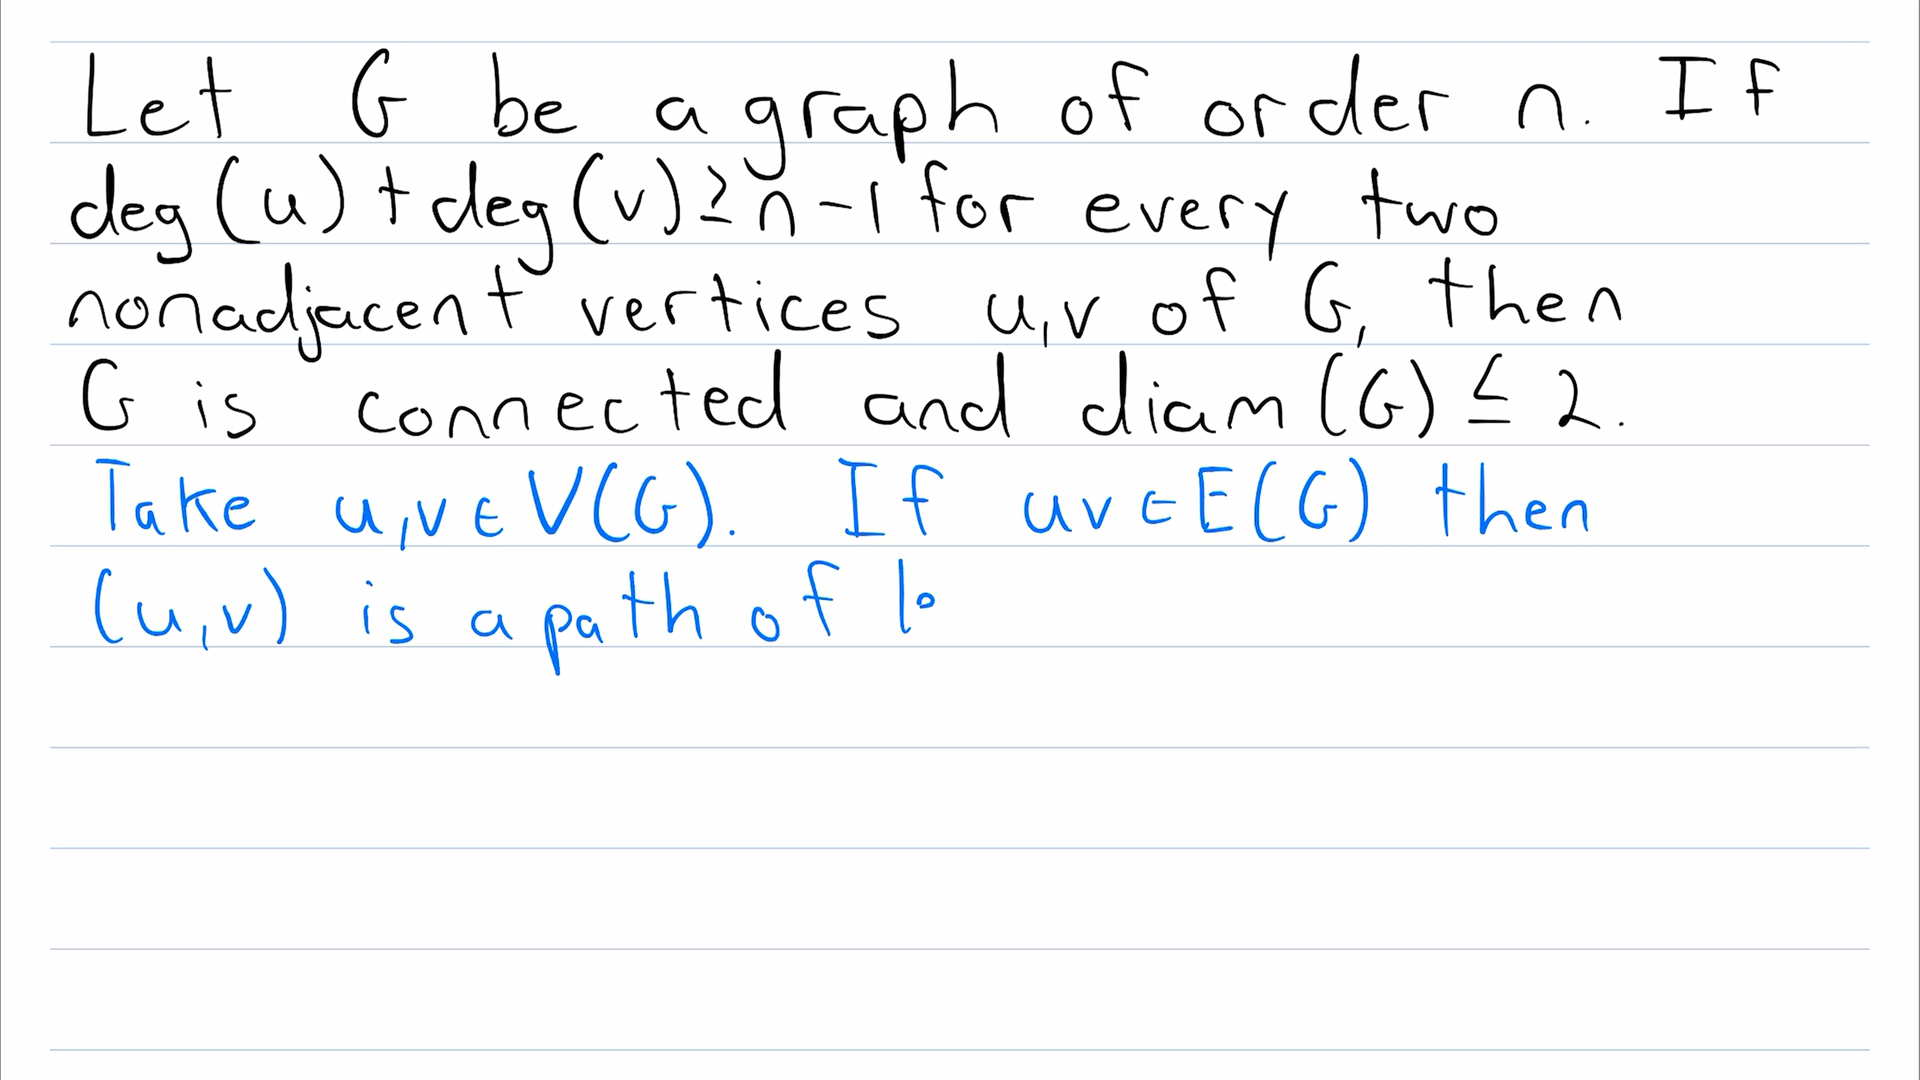 Let G be a graph of order n. If
deg(u)+deg(v)≥n-1 for every two
nonadjacent vertices u,v of G, then
G is connected and diam(G) ≤ 2.
Take u,v∈V(G). If uv∈E(G) then
(u,v) is a path of